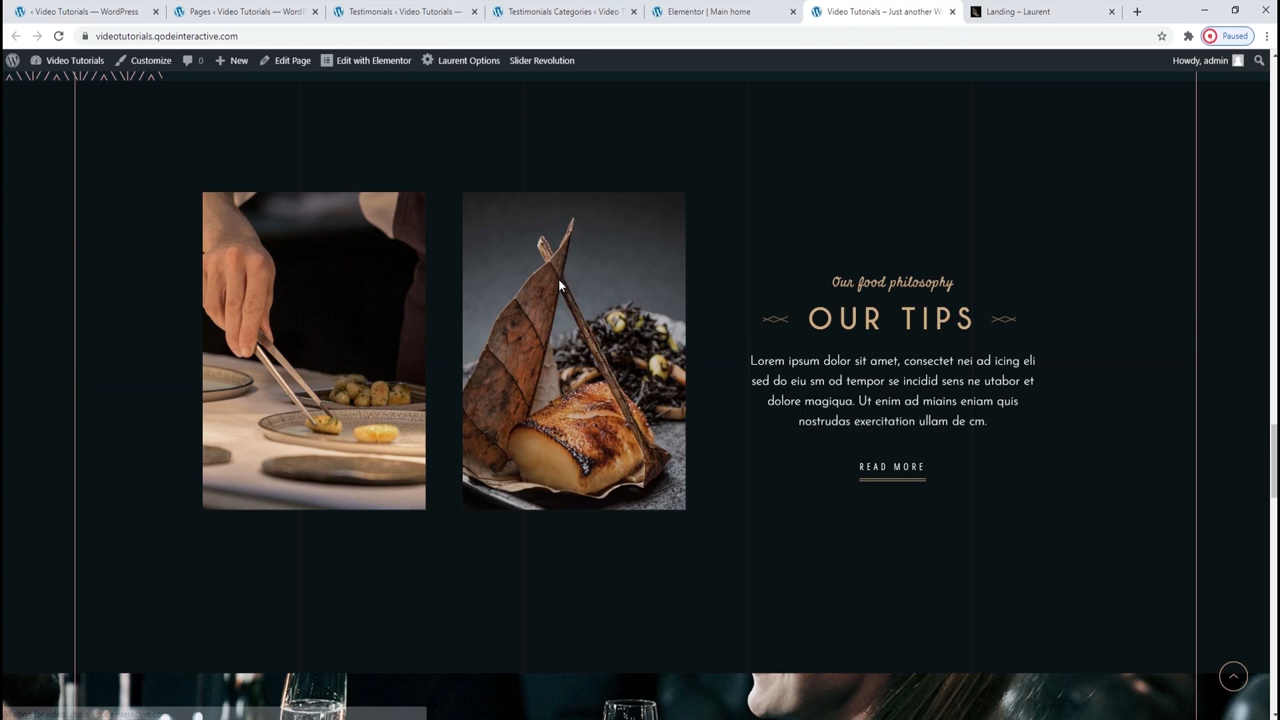 ‹ Video Tutorials — WordPress
Pages ‹ Video Tutorials — WordP
Testimonials ‹ Video Tutorials —
Testimonials Categories ‹ Video T
Elementor | Main home
Video Tutorials – Just another W
Landing – Laurent
videotutorials.qodeinteractive.com
Paused
Video Tutorials
Customize
0
New
Edit Page
Edit with Elementor
Laurent Options
Slider Revolution
Howdy, admin
Our food philosophy
OUR TIPS
Lorem ipsum dolor sit amet, consectet nei ad icing eli
sed do eiu sm od tempor se incidid sens ne utabor et
dolore magiqua. Ut enim ad miains eniam quis
nostrudas exercitation ullam de cm.
READ MORE